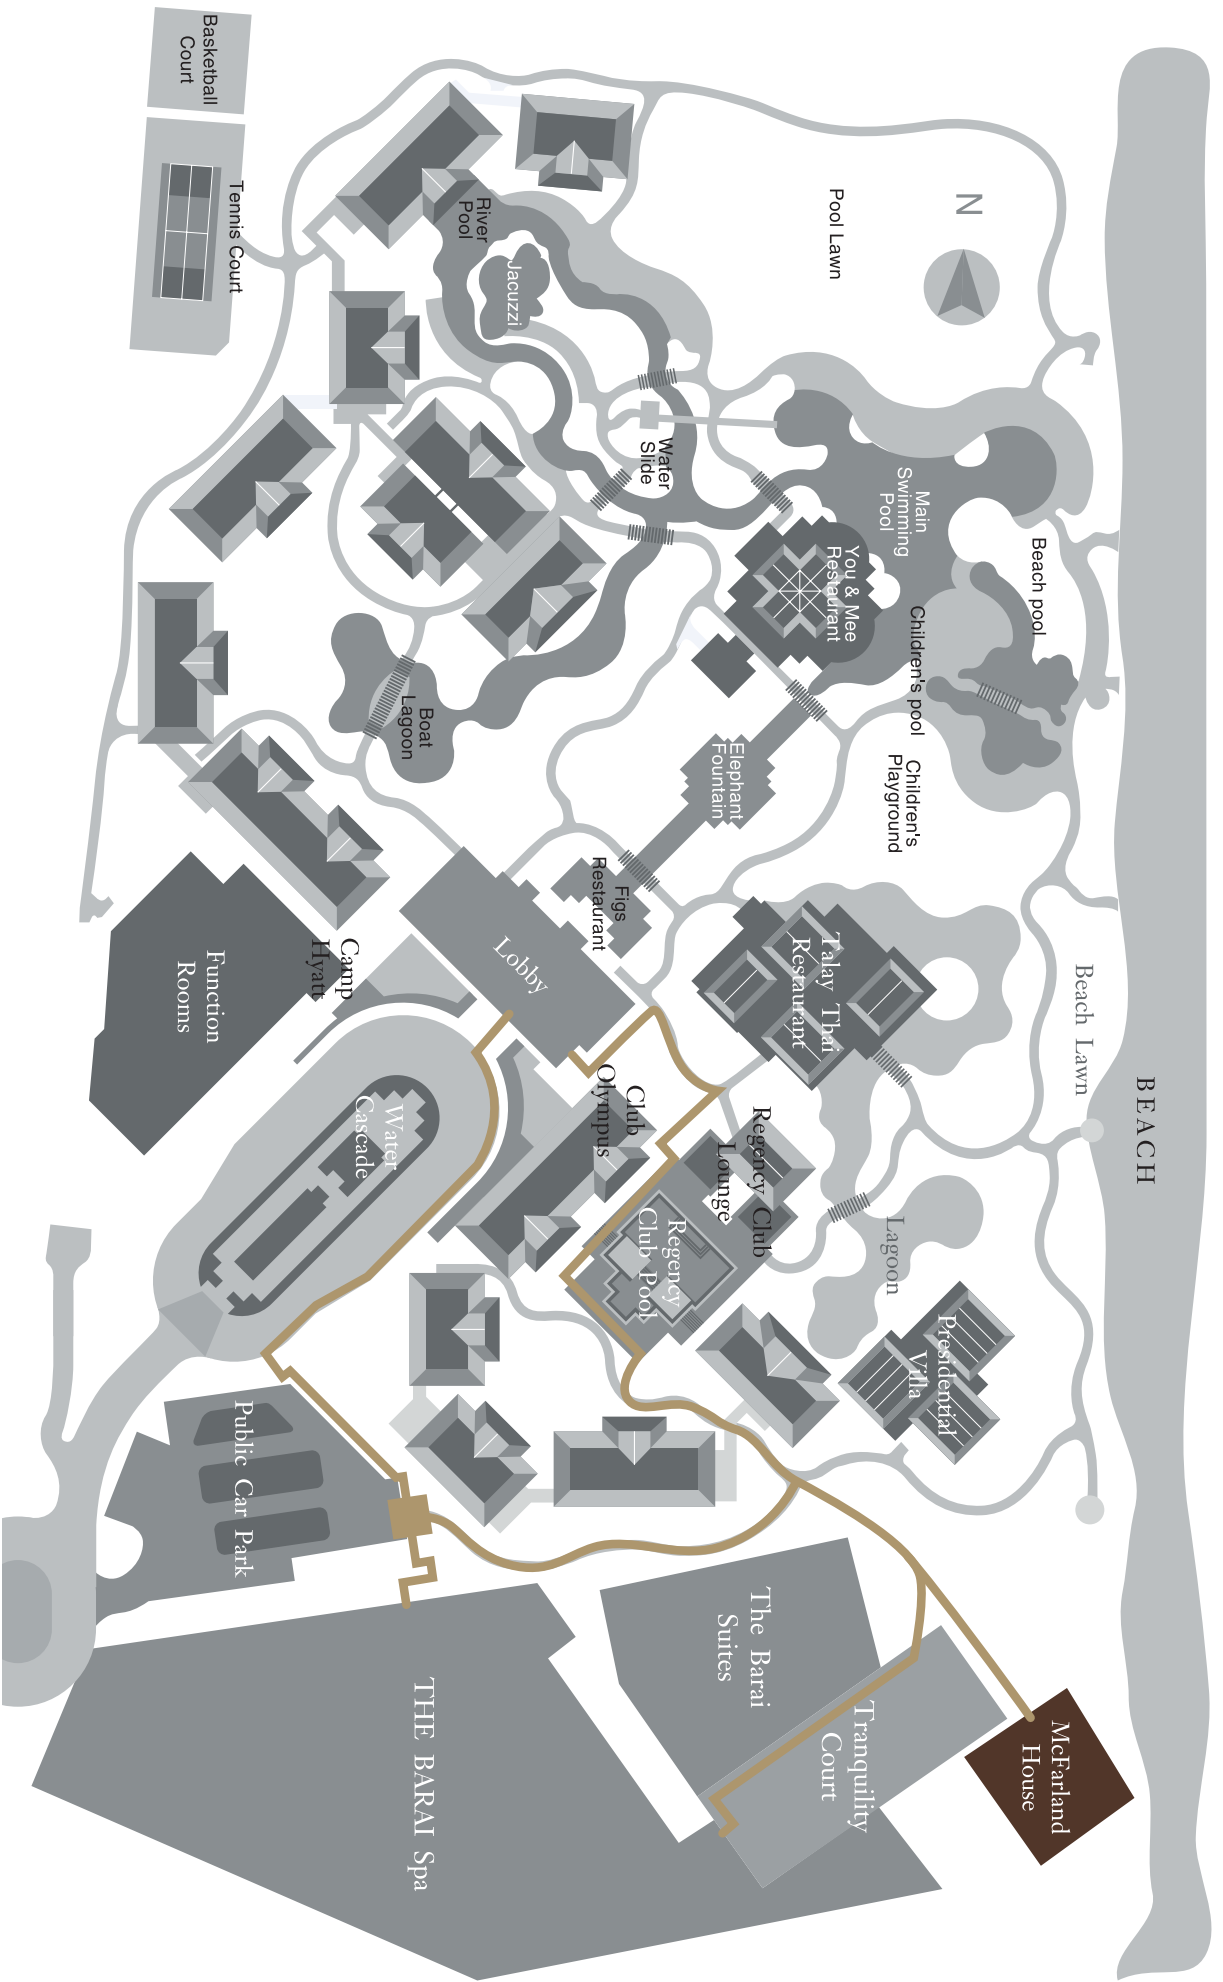 Basketball
Court
Tennis Court
River
Pool
Jacuzzi
Pool Lawn
N
Water
Slide
Main
Swimming
Pool
Beach pool
You & Mee
Restaurant
Children's pool
Children's
Playground
Boat
Lagoon
Elephant
Fountain
Figs
Restaurant
Lobby
Talay Thai
Restaurant
Beach Lawn
BEACH
Camp
Hyatt
Function
Rooms
Water
Cascade
Club
Olympus
Regency Club
Lounge
Regency
Club Pool
Lagoon
Presidential
Villa
Public Car Park
The Barai
Suites
Tranquility
Court
McFarland
House
THE BARAI Spa